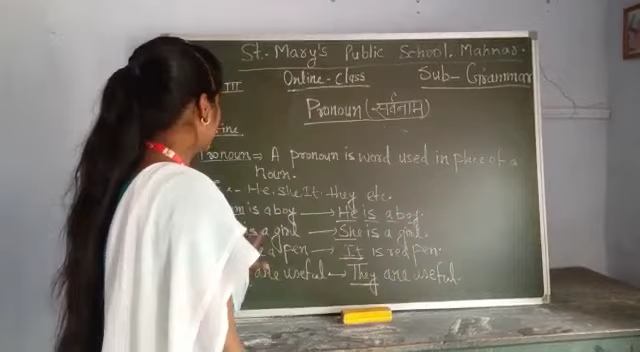 St. Mary's Public School, Mahnar.
Online-class Sub- Grammar
III
Pronoun (सर्वनाम)
Pronoun ⇒ A pronoun is word used in place of a
Noun.
He, She, It, they etc.
is a boy → He is a boy.
is a girl → She is a girl.
pen → It is red pen.
are useful → They are useful.